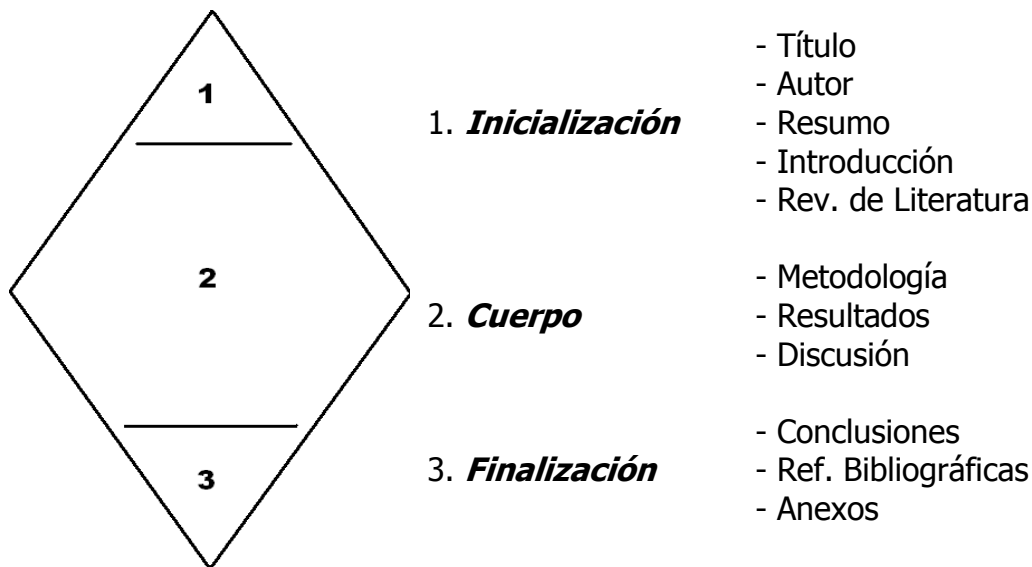 1
2
3
1. Inicialización
- Título
- Autor
- Resumo
- Introducción
- Rev. de Literatura
2. Cuerpo
- Metodología
- Resultados
- Discusión
3. Finalización
- Conclusiones
- Ref. Bibliográficas
- Anexos